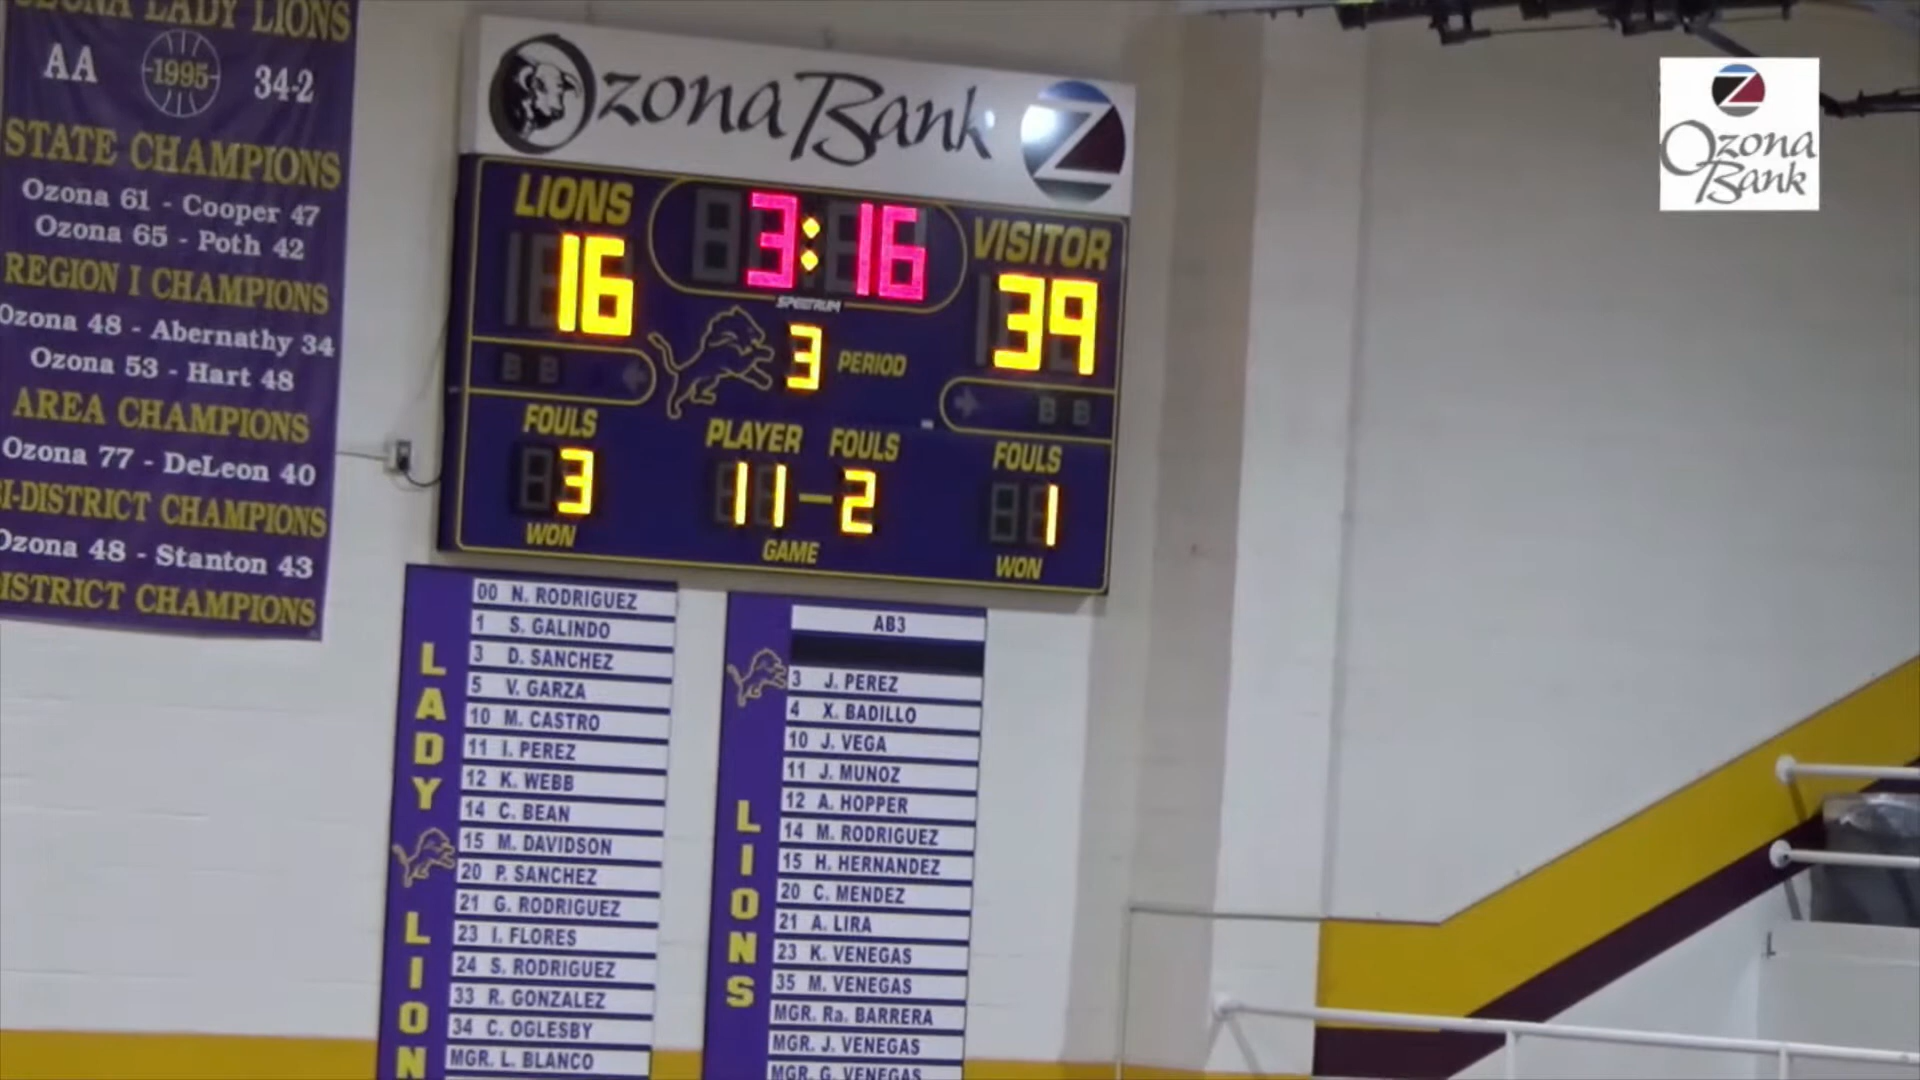 OZONA LADY LIONS
AA 1995 34-2
STATE CHAMPIONS
Ozona 61 - Cooper 47
Ozona 65 - Poth 42
REGION I CHAMPIONS
Ozona 48 - Abernathy 34
Ozona 53 - Hart 48
AREA CHAMPIONS
Ozona 77 - DeLeon 40
BI-DISTRICT CHAMPIONS
Ozona 48 - Stanton 43
DISTRICT CHAMPIONS
Ozona Bank Z
LIONS 3:16 VISITOR
16 39
SPECTRUM
3 PERIOD
B B B B
FOULS PLAYER FOULS FOULS
3 11-2 1
WON GAME WON
LADY LION
00 N. RODRIGUEZ
1 S. GALINDO
3 D. SANCHEZ
5 V. GARZA
10 M. CASTRO
11 I. PEREZ
12 K. WEBB
14 C. BEAN
15 M. DAVIDSON
20 P. SANCHEZ
21 G. RODRIGUEZ
23 I. FLORES
24 S. RODRIGUEZ
33 R. GONZALEZ
34 C. OGLESBY
MGR. L. BLANCO
LIONS
AB3
3 J. PEREZ
4 X. BADILLO
10 J. VEGA
11 J. MUNOZ
12 A. HOPPER
14 M. RODRIGUEZ
15 H. HERNANDEZ
20 C. MENDEZ
21 A. LIRA
23 K. VENEGAS
35 M. VENEGAS
MGR. Ra. BARRERA
MGR. J. VENEGAS
MGR. G. VENEGAS
Z
Ozona
Bank